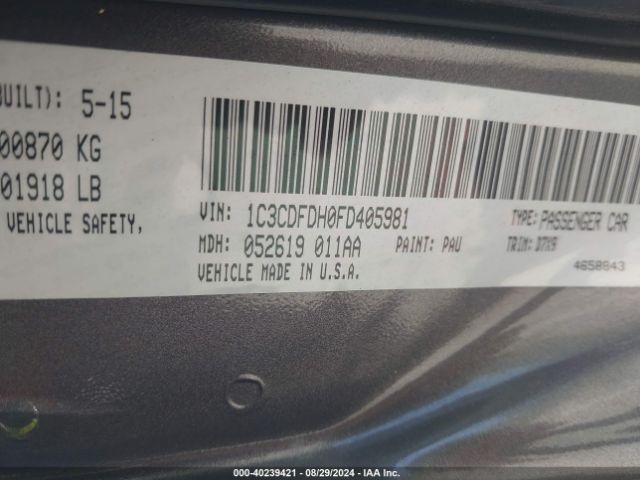 BUILT): 5-15
00870 KG
01918 LB
VEHICLE SAFETY,
VIN: 1C3CDFDH0FD405981
TYPE: PASSENGER CAR
MDH: 052619 011AA PAINT: PAU
TRIM: D7X9
VEHICLE MADE IN U.S.A.
4658843
000-40239421 - 08/29/2024 - IAA Inc.